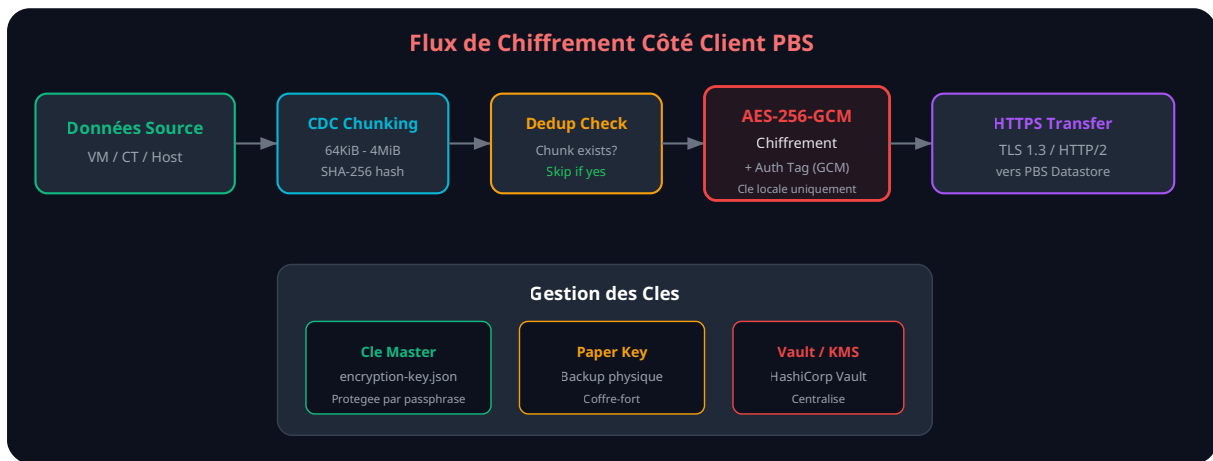 Flux de Chiffrement Côté Client PBS
Données Source
VM / CT / Host
CDC Chunking
64KiB - 4MiB
SHA-256 hash
Dedup Check
Chunk exists?
Skip if yes
AES-256-GCM
Chiffrement
+ Auth Tag (GCM)
Cle locale uniquement
HTTPS Transfer
TLS 1.3 / HTTP/2
vers PBS Datastore
Gestion des Cles
Cle Master
encryption-key.json
Protegee par passphrase
Paper Key
Backup physique
Coffre-fort
Vault / KMS
HashiCorp Vault
Centralise